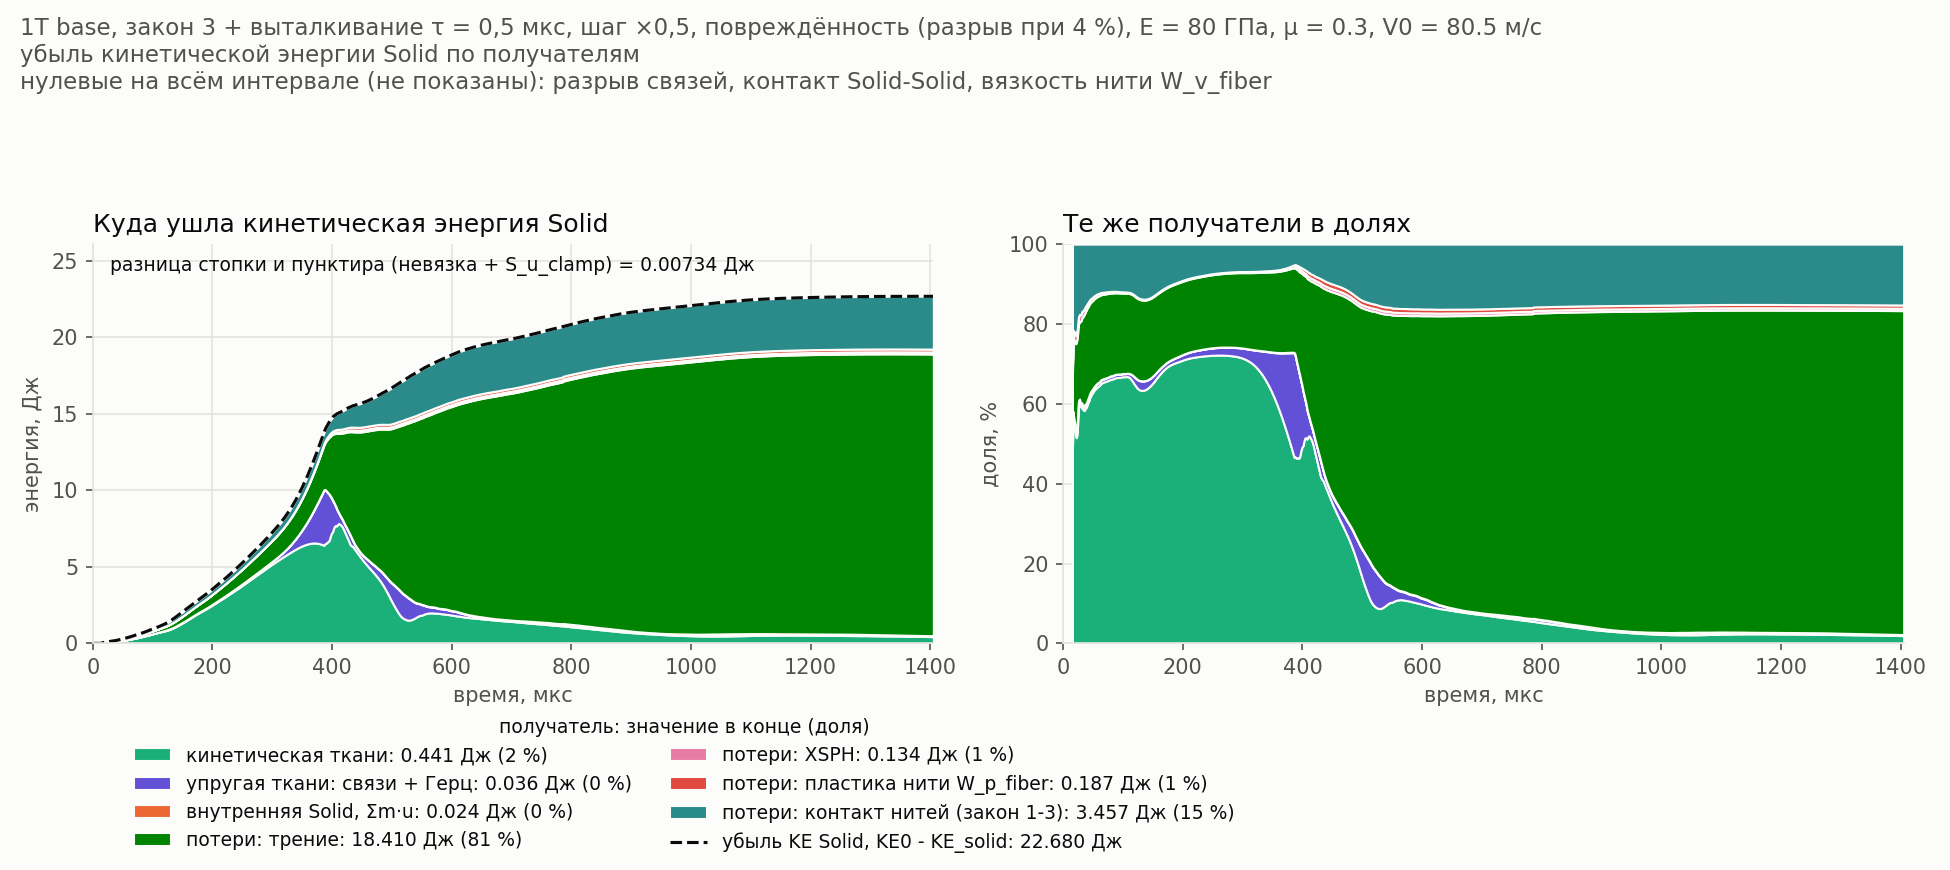 1T base, закон 3 + выталкивание τ = 0,5 мкс, шаг ×0,5, повреждённость (разрыв при 4 %), E = 80 ГПа, μ = 0.3, V0 = 80.5 м/с
убыль кинетической энергии Solid по получателям
нулевые на всём интервале (не показаны): разрыв связей, контакт Solid-Solid, вязкость нити W_v_fiber
Куда ушла кинетическая энергия Solid
разница стопки и пунктира (невязка + S_u_clamp) = 0.00734 Дж
энергия, Дж
25
20
15
10
5
0
0 200 400 600 800 1000 1200 1400
время, мкс
Те же получатели в долях
доля, %
100
80
60
40
20
0
0 200 400 600 800 1000 1200 1400
время, мкс
получатель: значение в конце (доля)
кинетическая ткани: 0.441 Дж (2 %)
упругая ткани: связи + Герц: 0.036 Дж (0 %)
внутренняя Solid, Σm·u: 0.024 Дж (0 %)
потери: трение: 18.410 Дж (81 %)
потери: XSPH: 0.134 Дж (1 %)
потери: пластика нити W_p_fiber: 0.187 Дж (1 %)
потери: контакт нитей (закон 1-3): 3.457 Дж (15 %)
убыль KE Solid, KE0 - KE_solid: 22.680 Дж